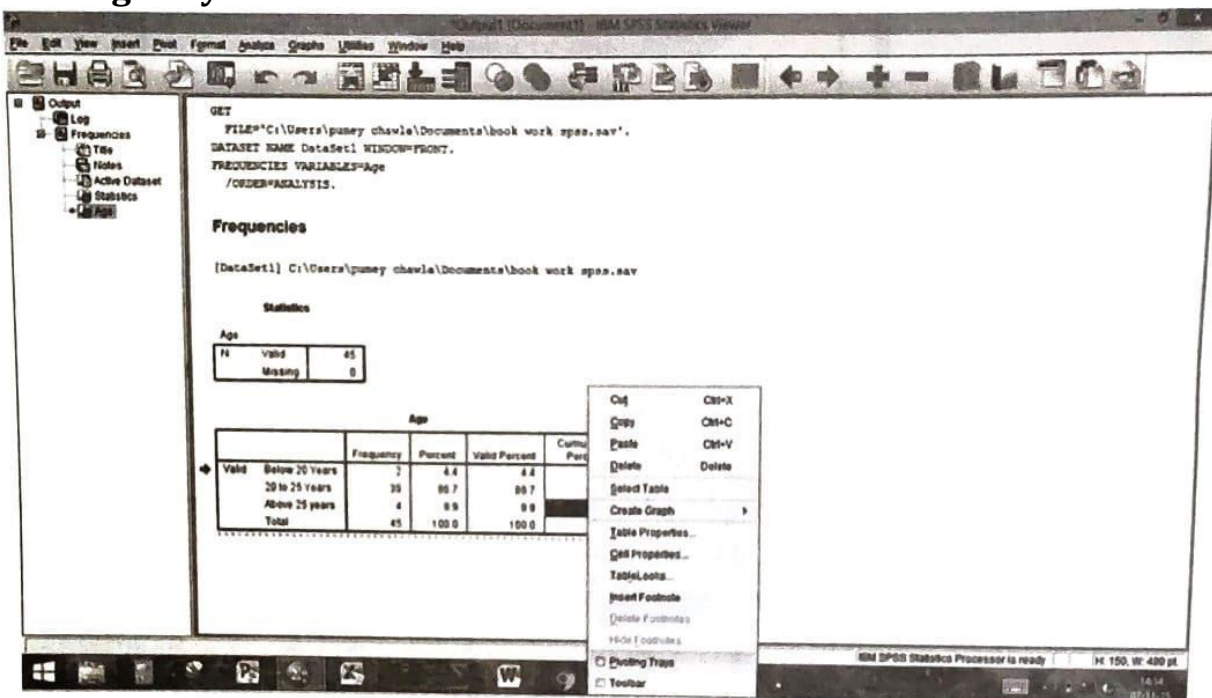 *Output1 [Document1] - IBM SPSS Statistics Viewer
File Edit View Insert Pivot Format Analyze Graphs Utilities Window Help
Output
Log
Frequencies
Title
Notes
Active Dataset
Statistics
Age
GET
FILE='C:\Users\puney chawla\Documents\book work spss.sav'.
DATASET NAME DataSet1 WINDOW=FRONT.
FREQUENCIES VARIABLES=Age
/ORDER=ANALYSIS.
Frequencies
[DataSet1] C:\Users\puney chawla\Documents\book work spss.sav
Statistics
Age
N Valid 45
Missing 0
Age
Frequency Percent Valid Percent
Valid Below 20 Years 2 4.4 4.4
20 to 25 Years 39 86.7 86.7
Above 25 years 4 8.9 8.9
Total 45 100.0 100.0
Cut Ctrl+X
Copy Ctrl+C
Paste Ctrl+V
Delete Delete
Select Table
Create Graph
Table Properties...
Cell Properties...
TableLooks...
Insert Footnote
Delete Footnotes
Hide Footnotes
Pivoting Trays
Toolbar
IBM SPSS Statistics Processor is ready H: 150, W: 480 pt.
14:14